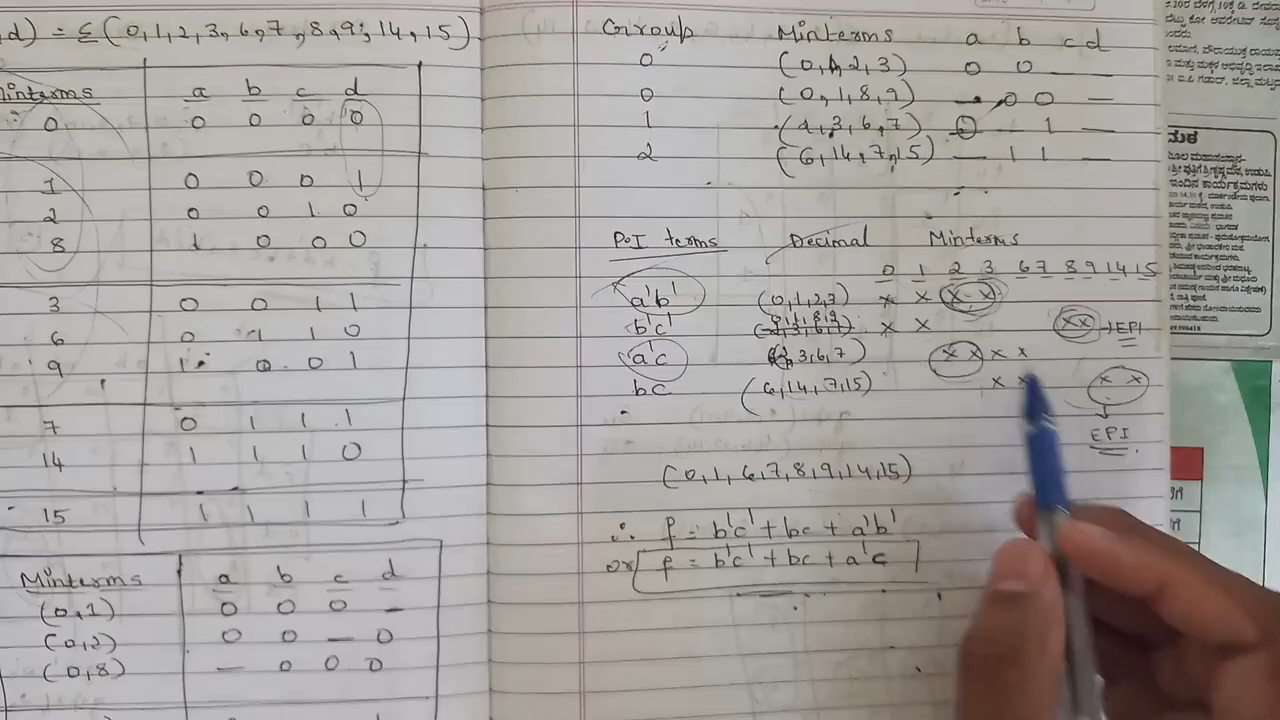 ,d) = Σ(0,1,2,3,6,7,8,9,14,15)
Minterms a b c d
0 0 0 0 0
1 0 0 0 1
2 0 0 1 0
8 1 0 0 0
3 0 0 1 1
6 0 1 1 0
9 1 0 0 1
7 0 1 1 1
14 1 1 1 0
15 1 1 1 1
Minterms a b c d
(0,1) 0 0 0 —
(0,2) 0 0 — 0
(0,8) — 0 0 0
Group Minterms a b c d
0 (0,1,2,3) 0 0 — —
0 (0,1,8,9) — 0 0 —
1 (2,3,6,7) 0 — 1 —
2 (6,14,7,15) — 1 1 —
P.I terms Decimal Minterms
0 1 2 3 6 7 8 9 14 15
a'b' (0,1,2,3) x x x x
b'c' 0,1,8,9 x x x x → EPI
a'c (2,3,6,7) x x x x
bc (6,14,7,15) x x x x
EPI
(0,1,6,7,8,9,14,15)
∴ f = b'c' + bc + a'b'
or f = b'c' + bc + a'c